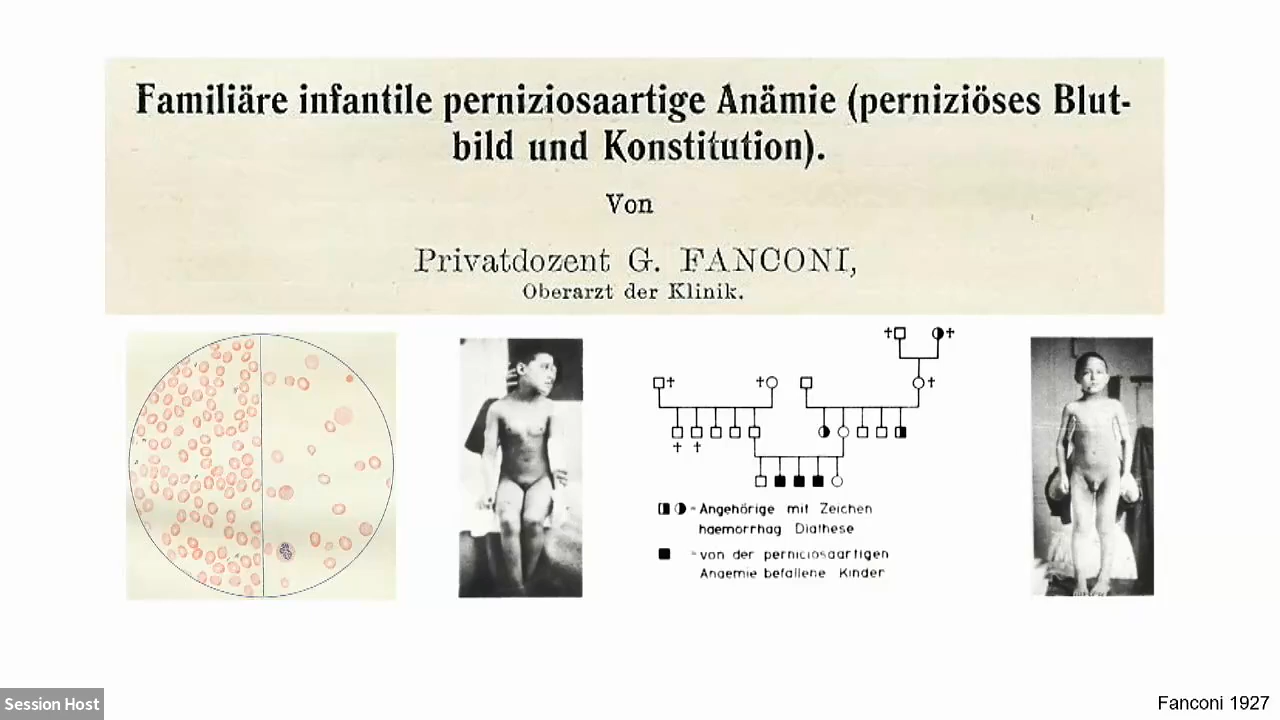 Familiäre infantile perniziosaartige Anämie (perniziöses Blut-
bild und Konstitution).
Von
Privatdozent G. FANCONI,
Oberarzt der Klinik.
- Angehörige mit Zeichen
haemorrhag Diathese
= von der perniciosaartigen
Anaemie befallene Kinder
Session Host
Fanconi 1927